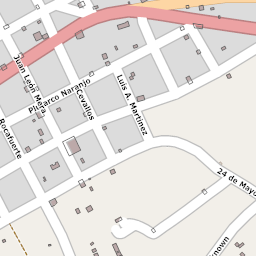 Juan León Mera
Plutarco Naranjo
Cevallos
Luis A. Martinez
Rocafuerte
24 de Mayo